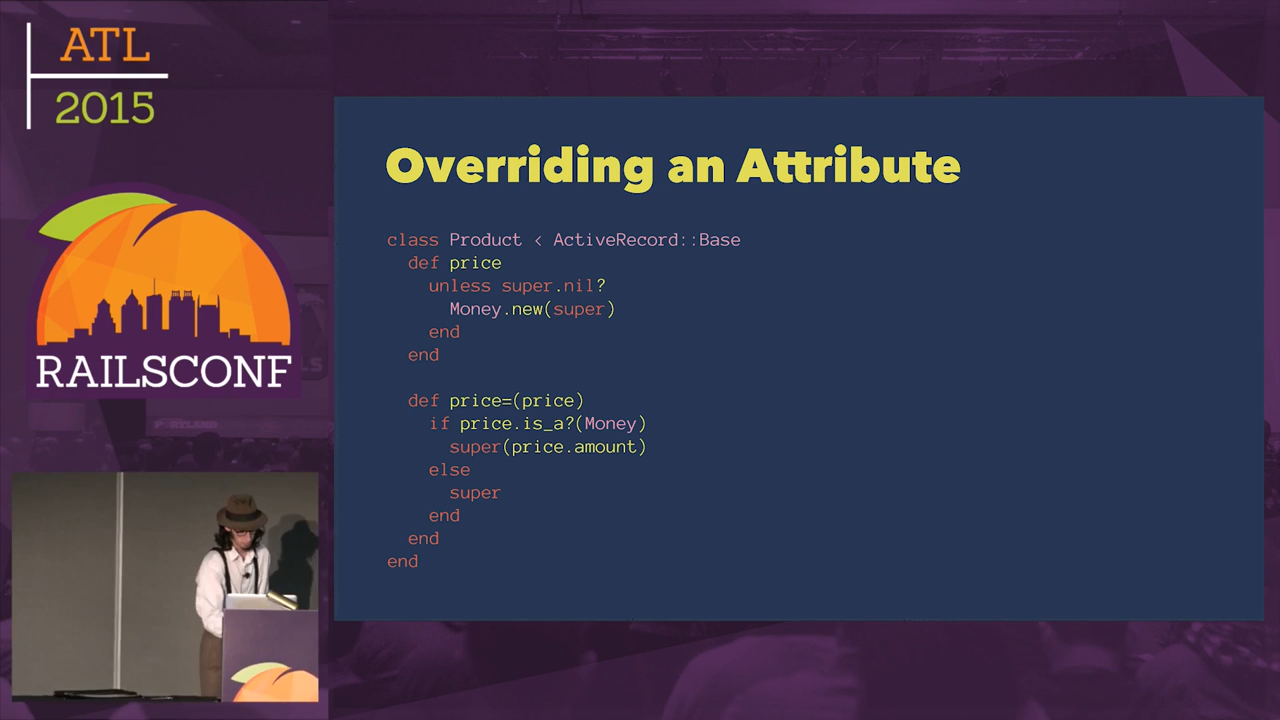 ATL
2015
RAILSCONF
Overriding an Attribute
class Product < ActiveRecord::Base
  def price
    unless super.nil?
      Money.new(super)
    end
  end

  def price=(price)
    if price.is_a?(Money)
      super(price.amount)
    else
      super
    end
  end
end